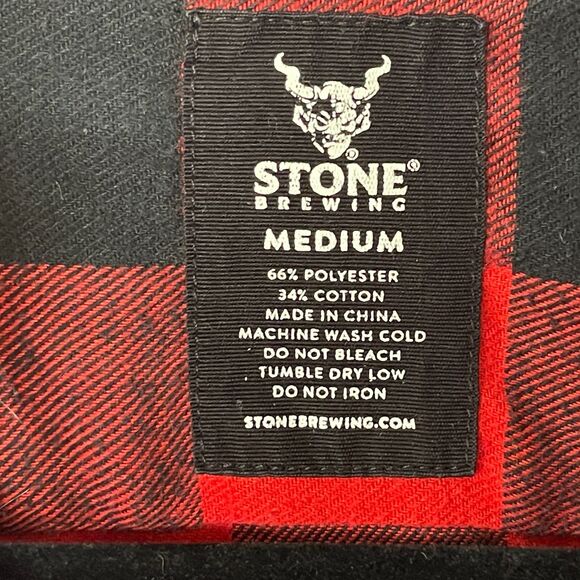 STONE®
BREWING
MEDIUM
66% POLYESTER
34% COTTON
MADE IN CHINA
MACHINE WASH COLD
DO NOT BLEACH
TUMBLE DRY LOW
DO NOT IRON
STONEBREWING.COM